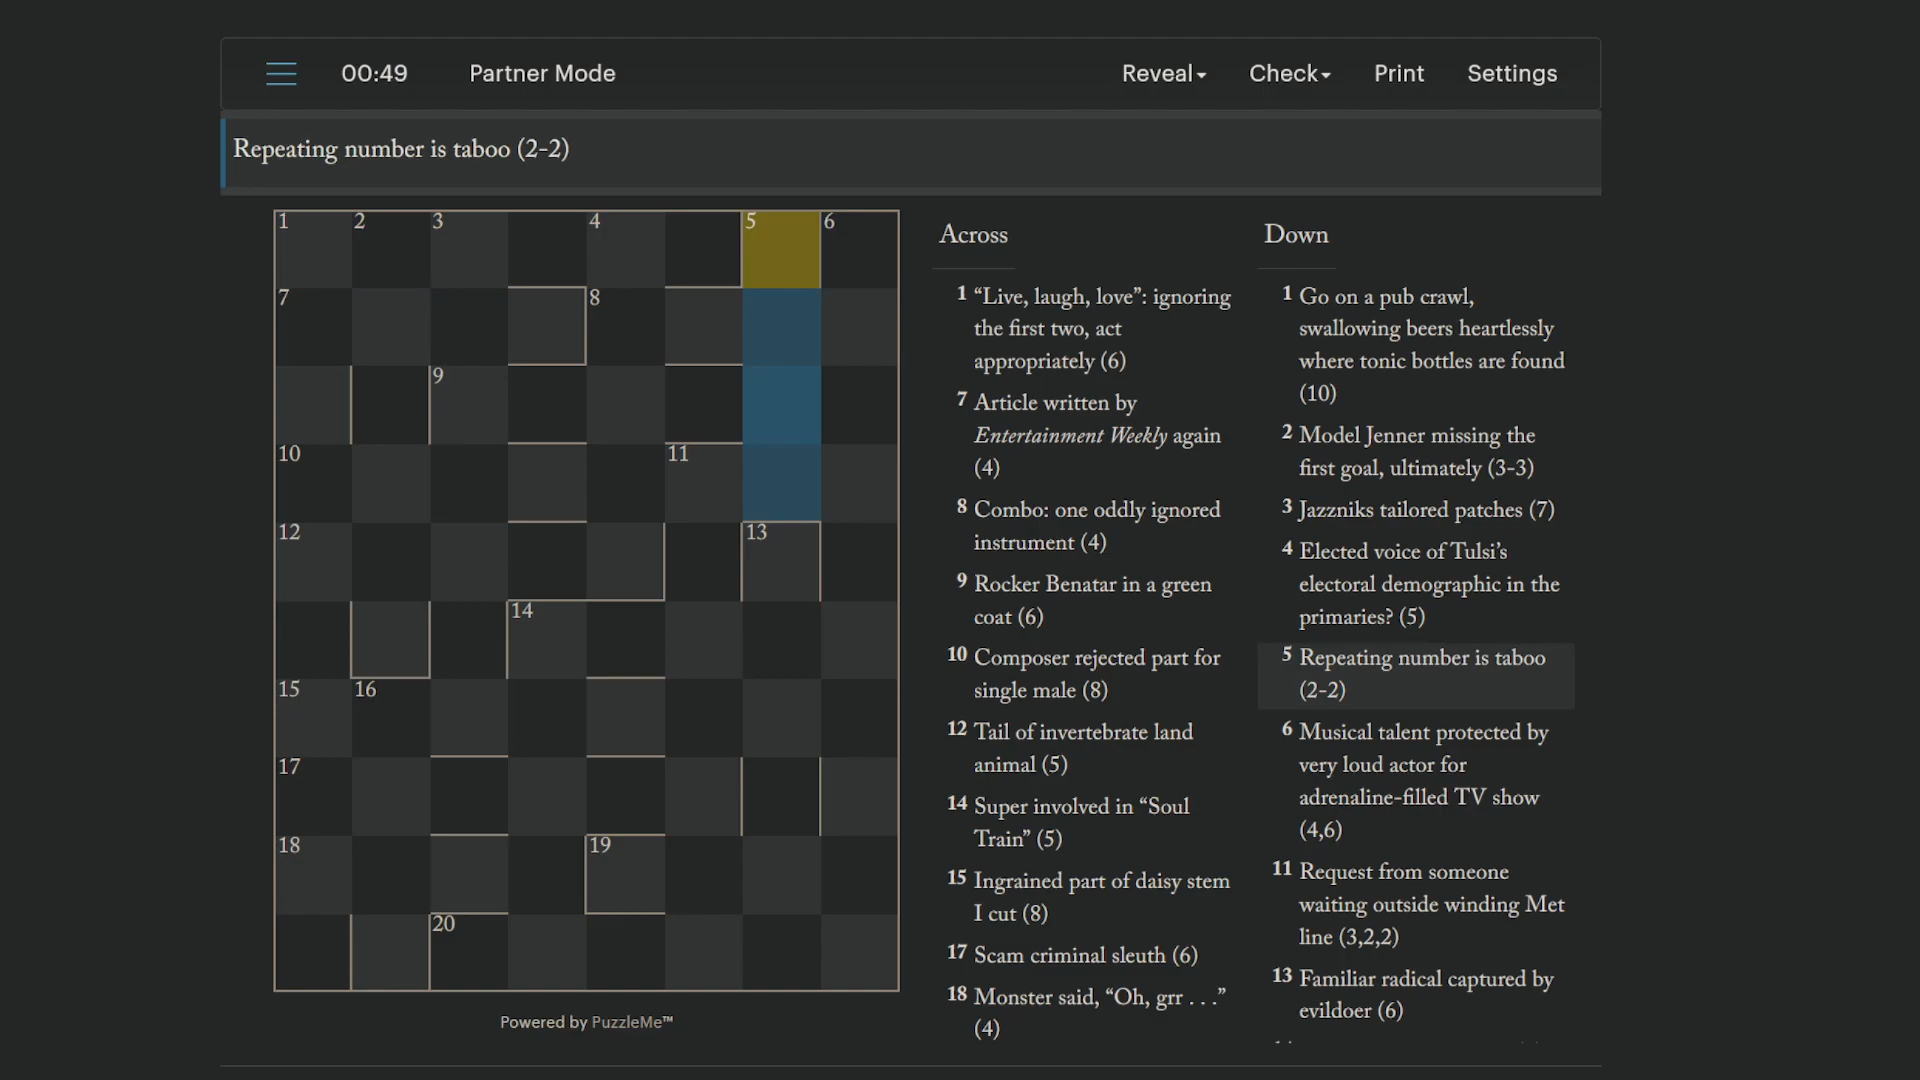 00:49 Partner Mode Reveal Check Print Settings
Repeating number is taboo (2-2)
1 2 3 4 5 6
7 8
9
10 11
12 13
14
15 16
17
18 19
20
Powered by PuzzleMe™
Across
1 “Live, laugh, love”: ignoring
the first two, act
appropriately (6)
7 Article written by
Entertainment Weekly again
(4)
8 Combo: one oddly ignored
instrument (4)
9 Rocker Benatar in a green
coat (6)
10 Composer rejected part for
single male (8)
12 Tail of invertebrate land
animal (5)
14 Super involved in “Soul
Train” (5)
15 Ingrained part of daisy stem
I cut (8)
17 Scam criminal sleuth (6)
18 Monster said, “Oh, grr . . .”
(4)
Down
1 Go on a pub crawl,
swallowing beers heartlessly
where tonic bottles are found
(10)
2 Model Jenner missing the
first goal, ultimately (3-3)
3 Jazzniks tailored patches (7)
4 Elected voice of Tulsi’s
electoral demographic in the
primaries? (5)
5 Repeating number is taboo
(2-2)
6 Musical talent protected by
very loud actor for
adrenaline-filled TV show
(4,6)
11 Request from someone
waiting outside winding Met
line (3,2,2)
13 Familiar radical captured by
evildoer (6)